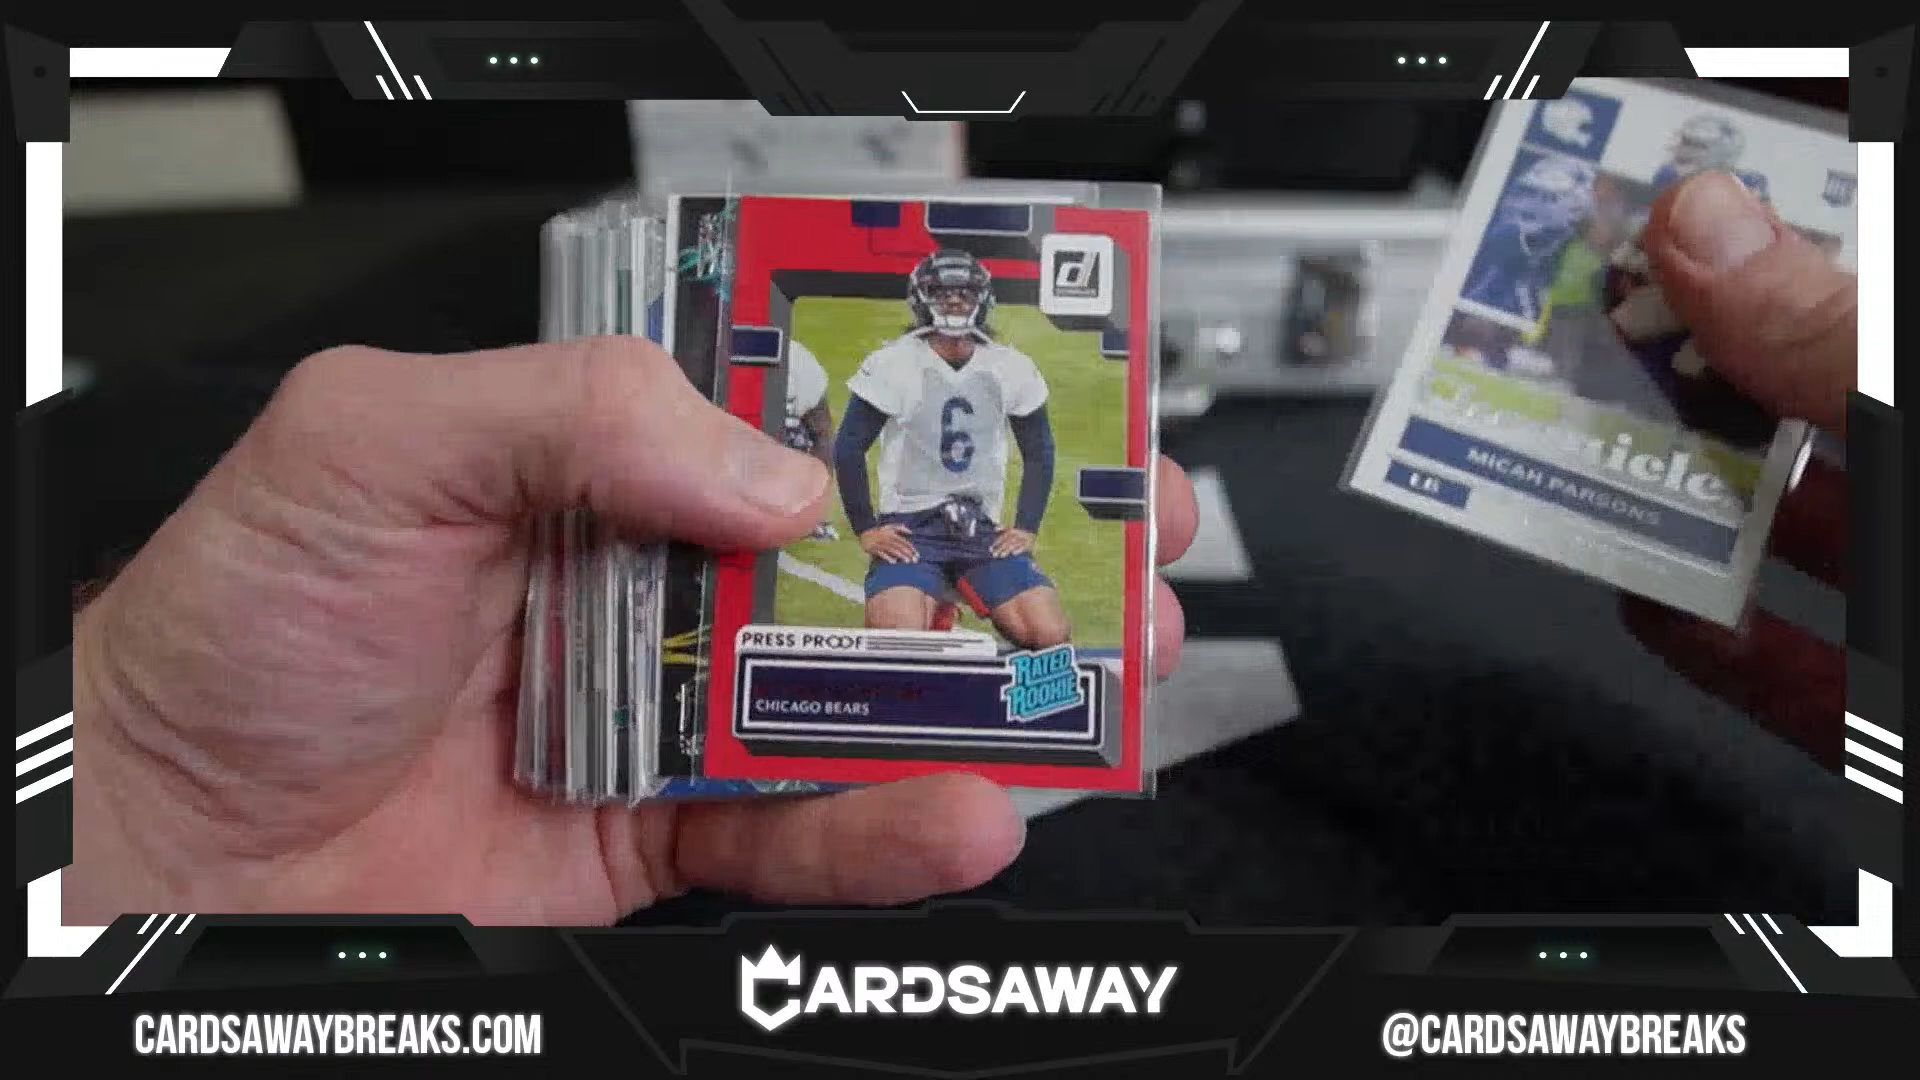 d
6
PRESS PROOF
CHICAGO BEARS
RATED
ROOKIE
MICAH PARSONS
LB
CARDSAWAY
CARDSAWAYBREAKS.COM
@CARDSAWAYBREAKS